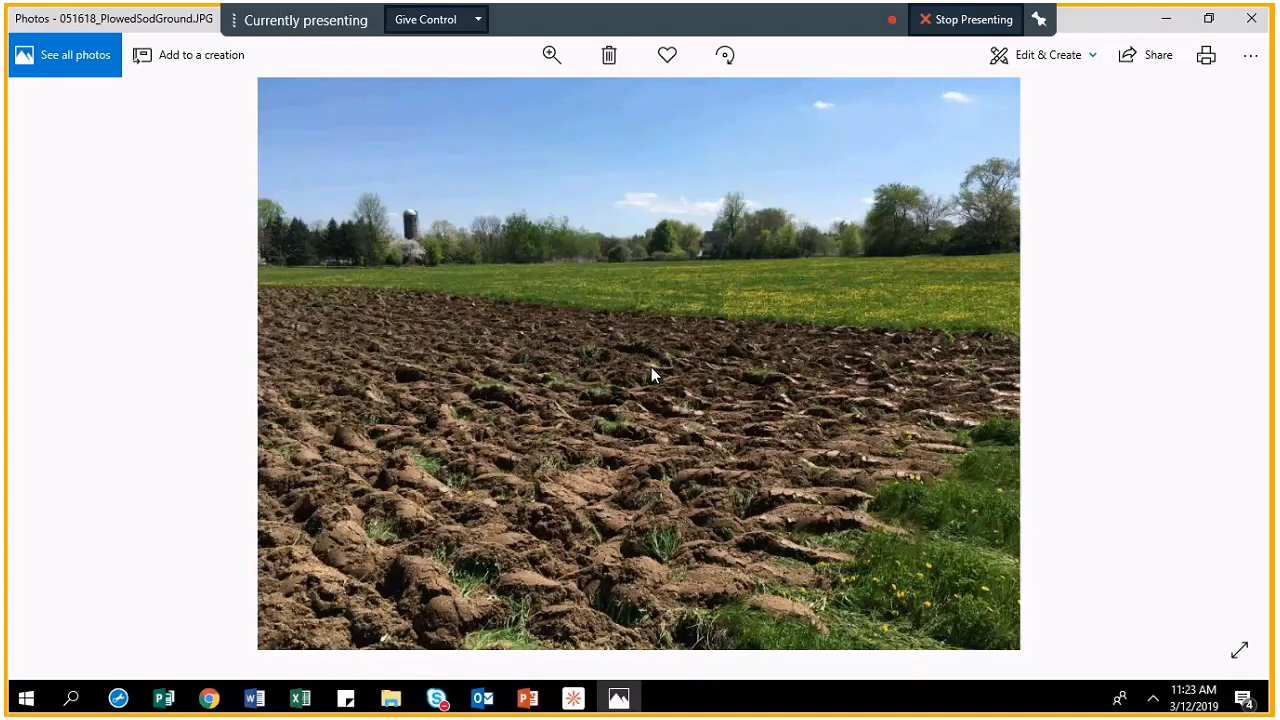 Photos - 051618_PlowedSodGround.JPG
Currently presenting
Give Control
Stop Presenting
See all photos
Add to a creation
Edit & Create
Share
11:23 AM
3/12/2019
4